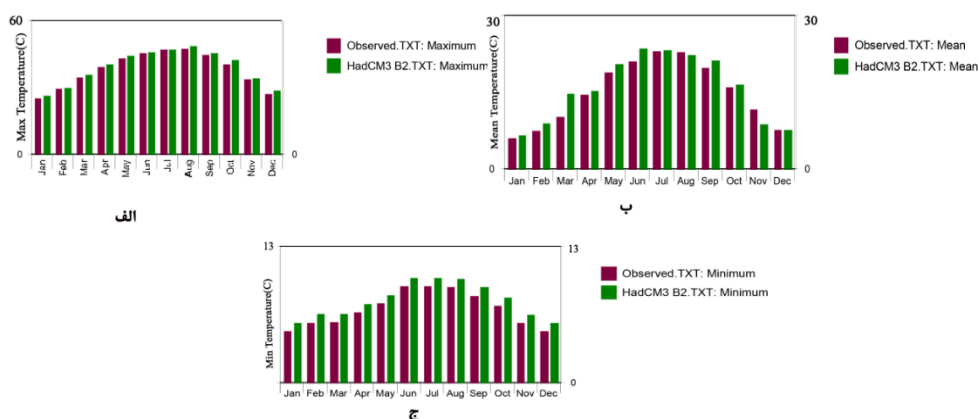 60
Max Temperature(C)
0
0
Jan Feb Mar Apr May Jun Jul Aug Sep Oct Nov Dec
Observed.TXT: Maximum
HadCM3 B2.TXT: Maximum
الف
30
30
Mean Temperature(C)
0
0
Jan Feb Mar Apr May Jun Jul Aug Sep Oct Nov Dec
Observed.TXT: Mean
HadCM3 B2.TXT: Mean
ب
13
13
Min Temperature(C)
0
Jan Feb Mar Apr May Jun Jul Aug Sep Oct Nov Dec
Observed.TXT: Minimum
HadCM3 B2.TXT: Minimum
ج